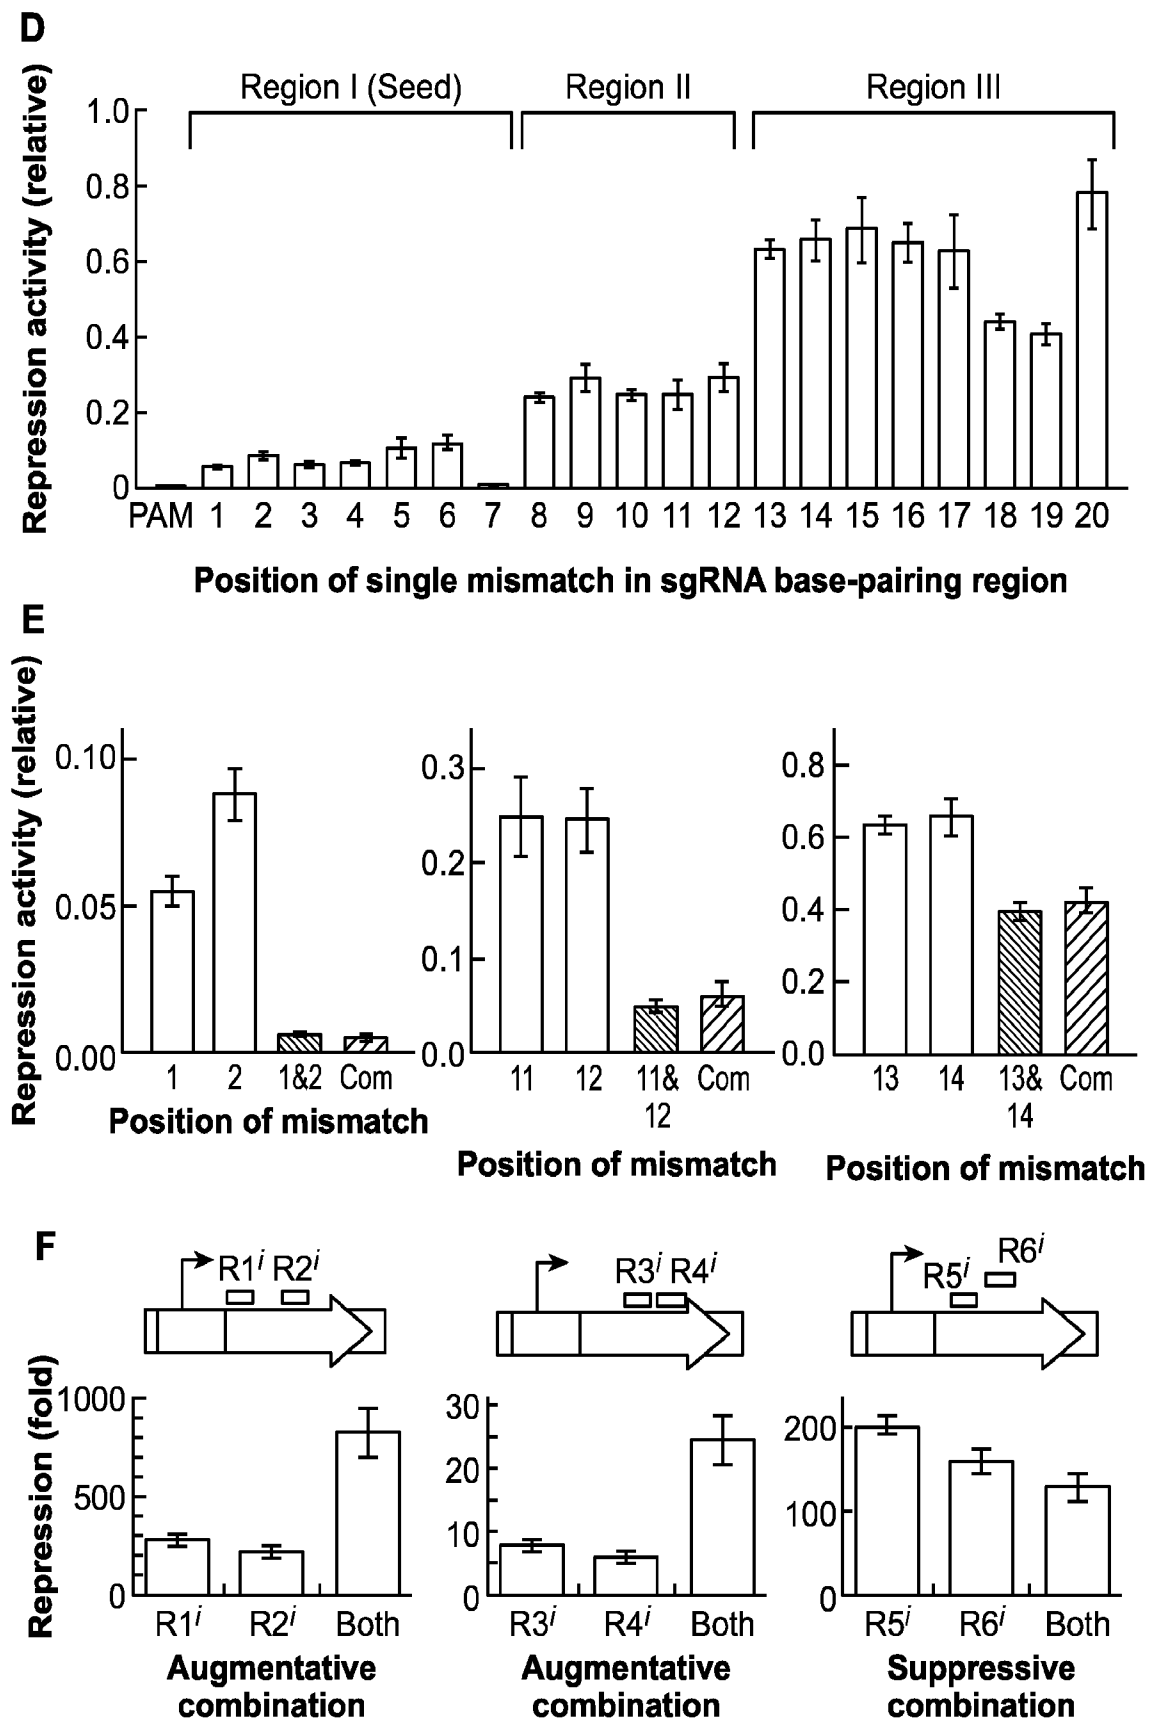 D
Repression activity (relative)
Region I (Seed) Region II Region III
1.0
0.8
0.6
0.4
0.2
0
PAM 1 2 3 4 5 6 7 8 9 10 11 12 13 14 15 16 17 18 19 20
Position of single mismatch in sgRNA base-pairing region
E
Repression activity (relative)
0.10
0.05
0.00
1 2 1&2 Com
Position of mismatch
0.3
0.2
0.1
0.0
11 12 11& Com
12
Position of mismatch
0.8
0.6
0.4
0.2
0.0
13 14 13& Com
14
Position of mismatch
F
R1i R2i
Repression (fold)
1000
500
0
R1i R2i Both
Augmentative
combination
R3i R4i
30
20
10
0
R3i R4i Both
Augmentative
combination
R6i
R5i
200
100
0
R5i R6i Both
Suppressive
combination